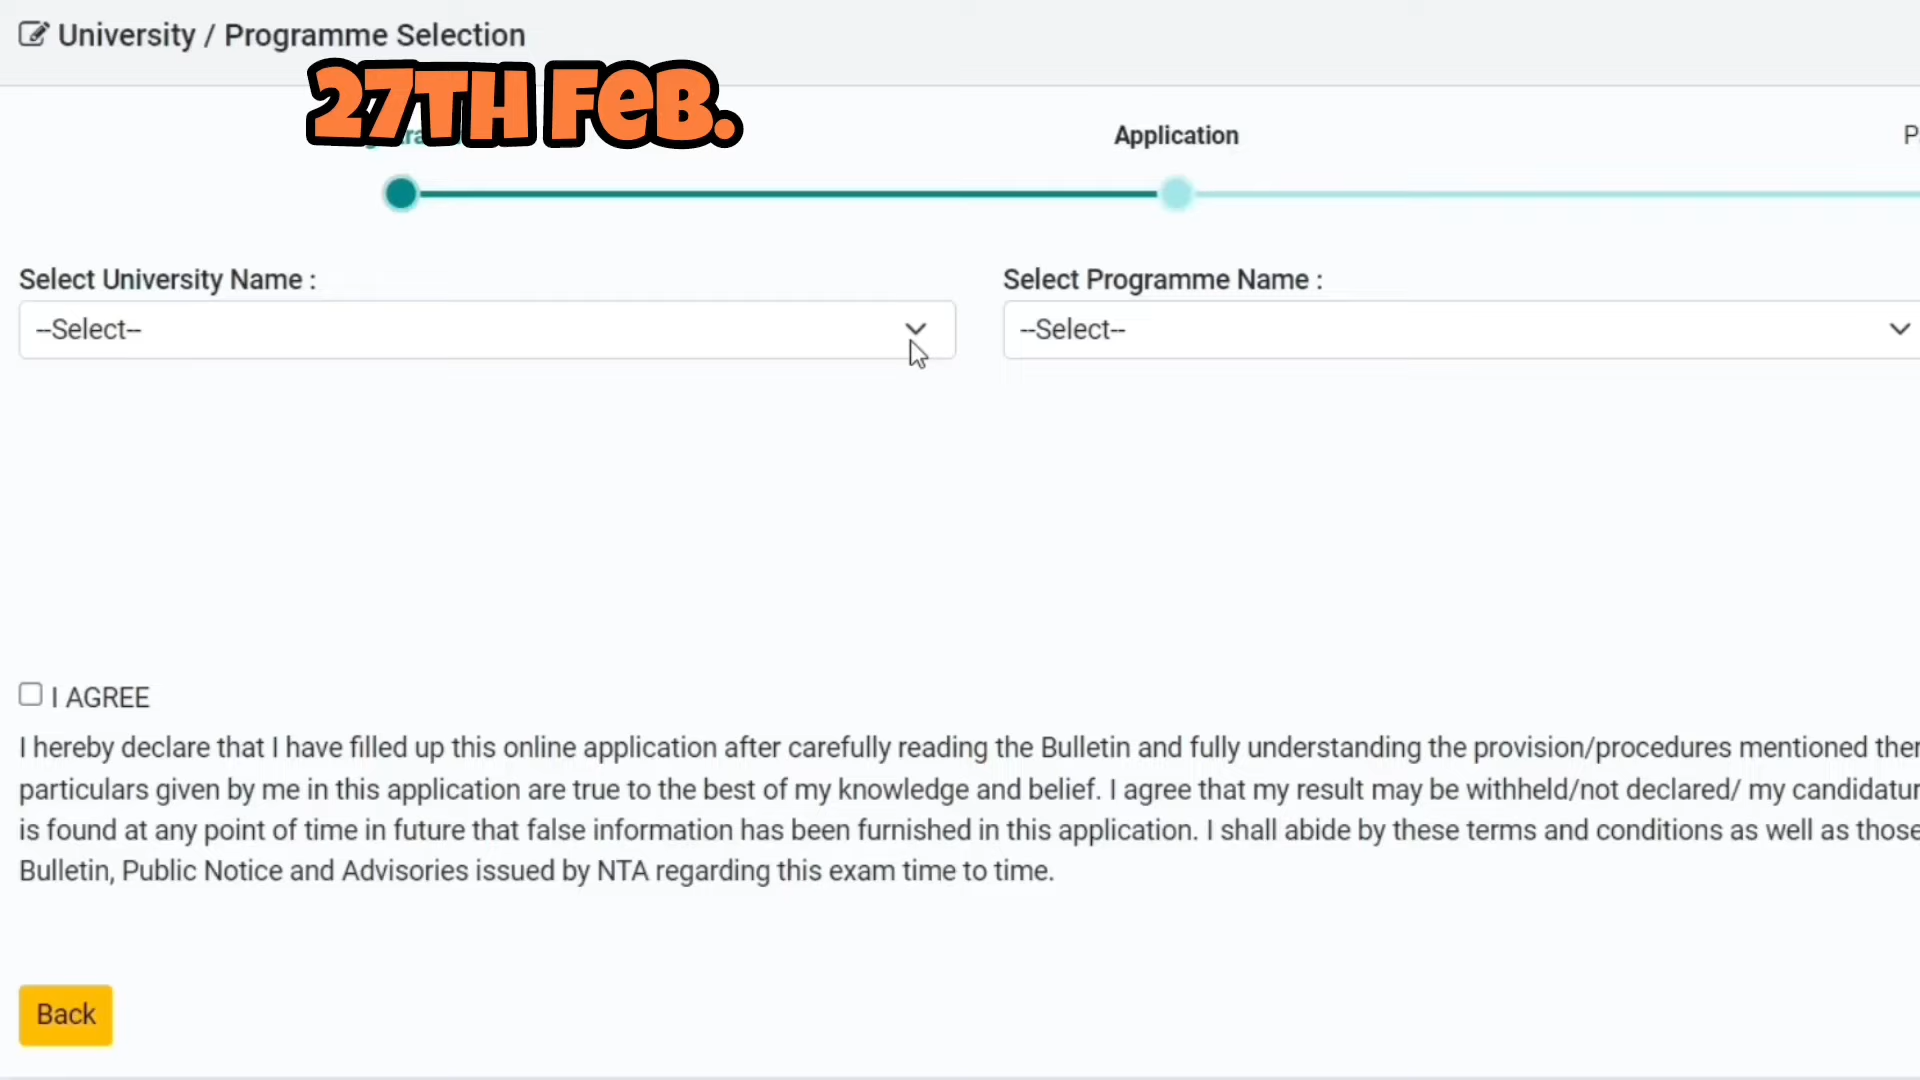 University / Programme Selection
27TH FEB.
Application
Select University Name :
Select Programme Name :
--Select--
--Select--
I AGREE
I hereby declare that I have filled up this online application after carefully reading the Bulletin and fully understanding the provision/procedures mentioned
particulars given by me in this application are true to the best of my knowledge and belief. I agree that my result may be withheld/not declared/ my
is found at any point of time in future that false information has been furnished in this application. I shall abide by these terms and conditions as well as those
Bulletin, Public Notice and Advisories issued by NTA regarding this exam time to time.
Back